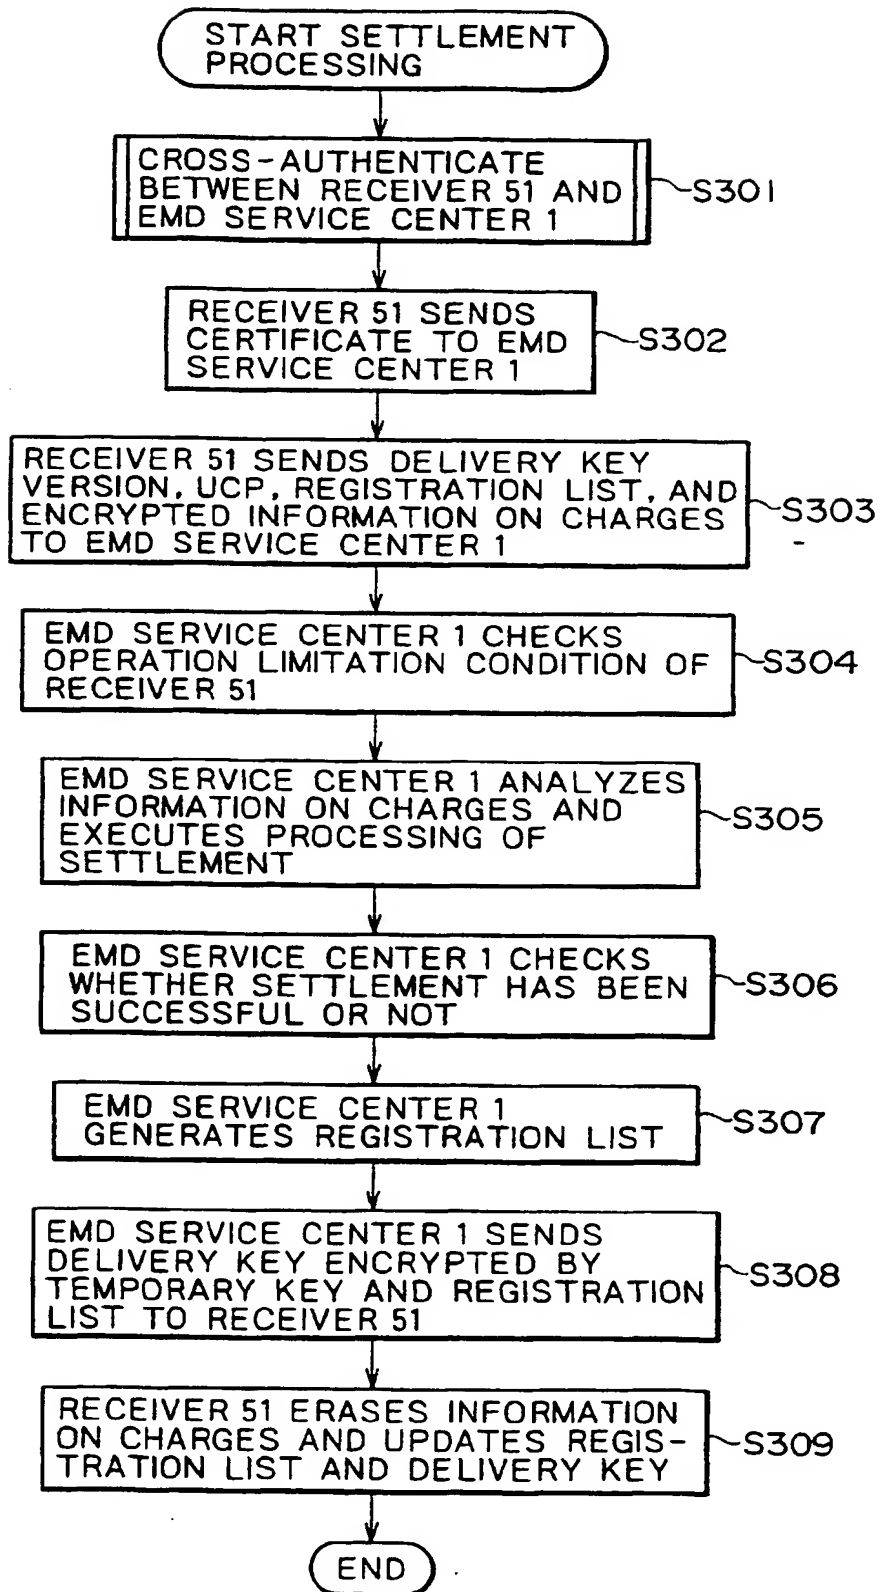 START SETTLEMENT
PROCESSING
CROSS-AUTHENTICATE
BETWEEN RECEIVER 51 AND
EMD SERVICE CENTER 1
S301
RECEIVER 51 SENDS
CERTIFICATE TO EMD
SERVICE CENTER 1
S302
RECEIVER 51 SENDS DELIVERY KEY
VERSION, UCP, REGISTRATION LIST, AND
ENCRYPTED INFORMATION ON CHARGES
TO EMD SERVICE CENTER 1
S303
EMD SERVICE CENTER 1 CHECKS
OPERATION LIMITATION CONDITION OF
RECEIVER 51
S304
EMD SERVICE CENTER 1 ANALYZES
INFORMATION ON CHARGES AND
EXECUTES PROCESSING OF
SETTLEMENT
S305
EMD SERVICE CENTER 1 CHECKS
WHETHER SETTLEMENT HAS BEEN
SUCCESSFUL OR NOT
S306
EMD SERVICE CENTER 1
GENERATES REGISTRATION LIST
S307
EMD SERVICE CENTER 1 SENDS
DELIVERY KEY ENCRYPTED BY
TEMPORARY KEY AND REGISTRATION
LIST TO RECEIVER 51
S308
RECEIVER 51 ERASES INFORMATION
ON CHARGES AND UPDATES REGIS-
TRATION LIST AND DELIVERY KEY
S309
END